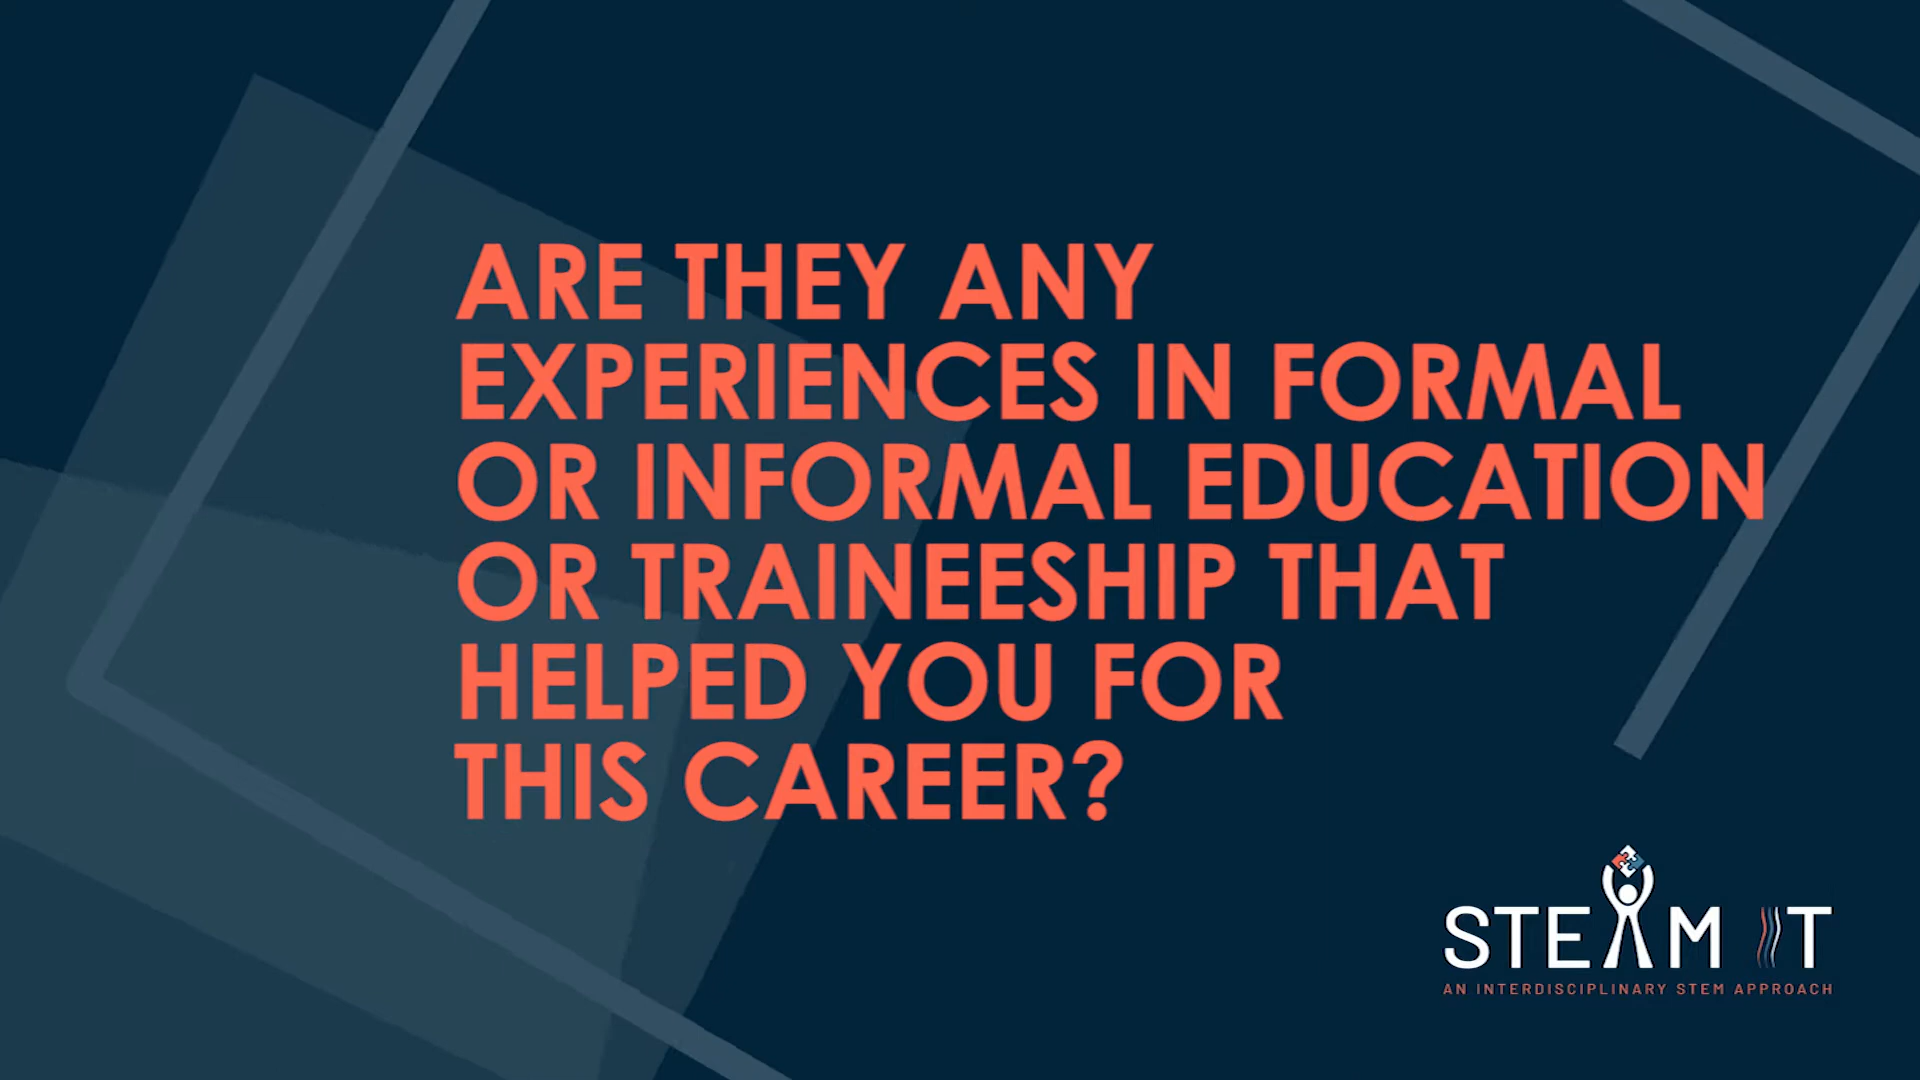 ARE THEY ANY
EXPERIENCES IN FORMAL
OR INFORMAL EDUCATION
OR TRAINEESHIP THAT
HELPED YOU FOR
THIS CAREER?
STEAM IT
AN INTERDISCIPLINARY STEM APPROACH